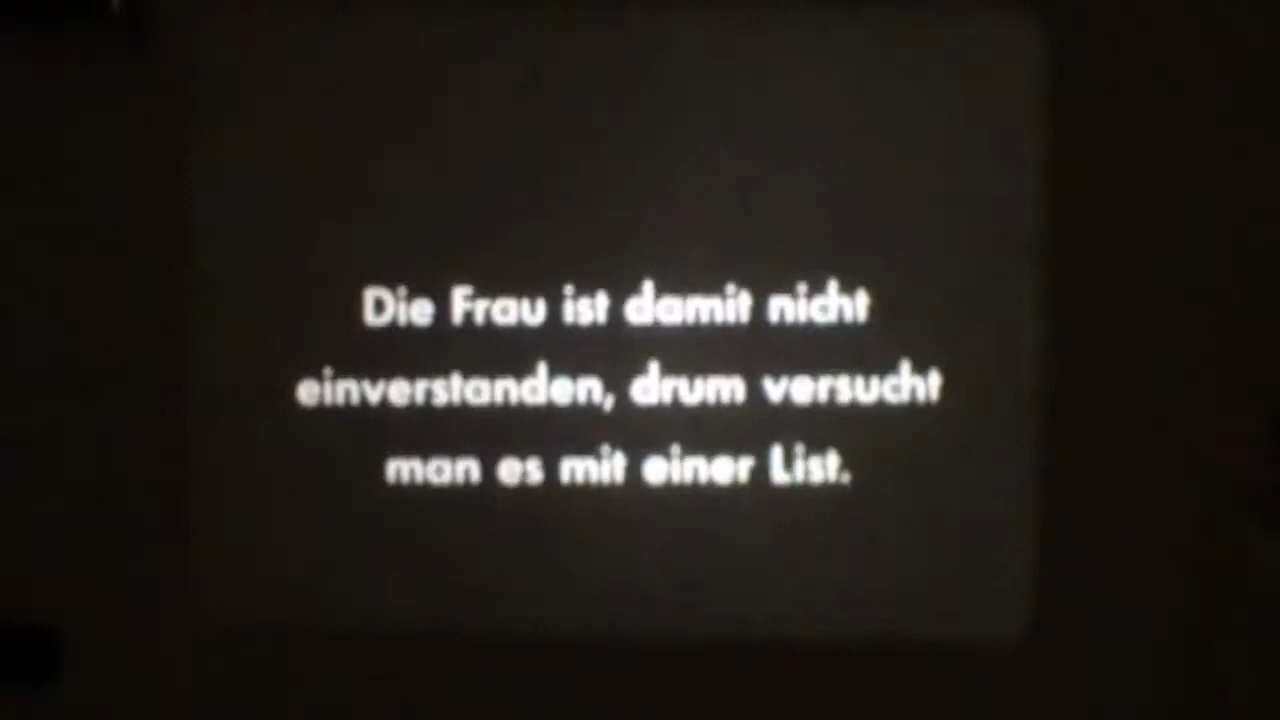 Die Frau ist damit nicht
einverstanden, drum versucht
man es mit einer List.